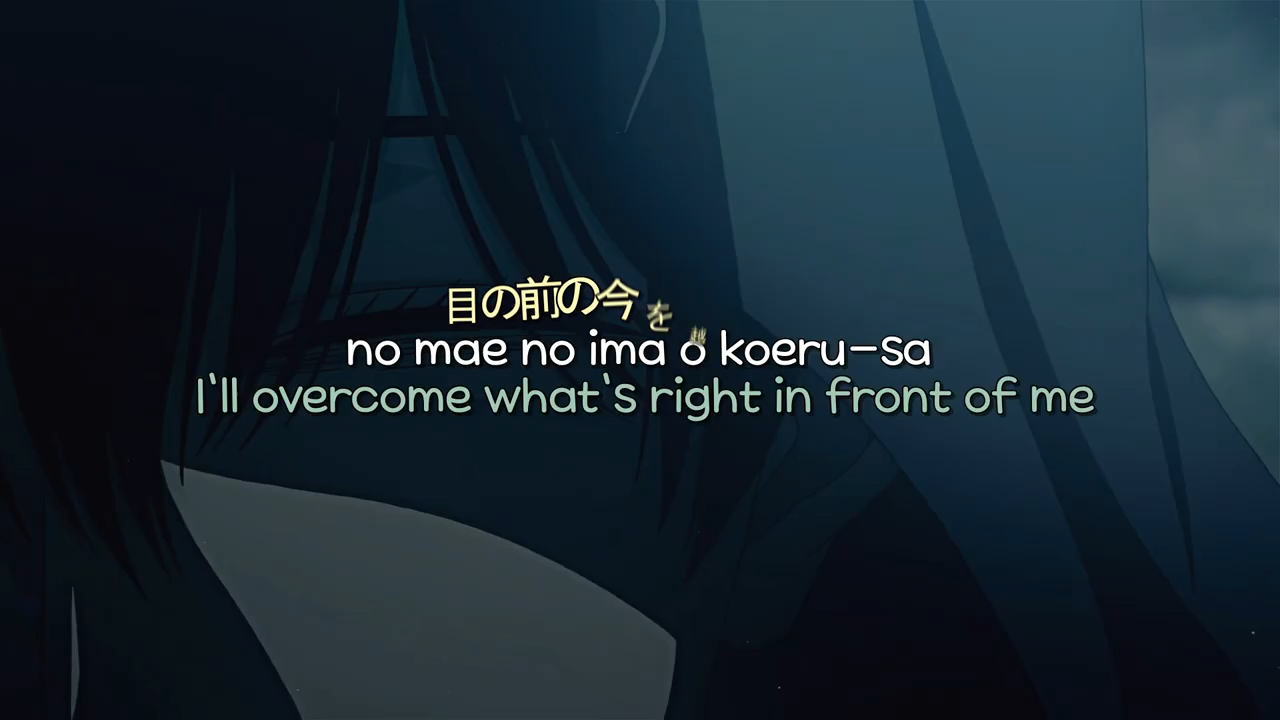 目の前の今を越
no mae no ima o koeru-sa
I'll overcome what's right in front of me